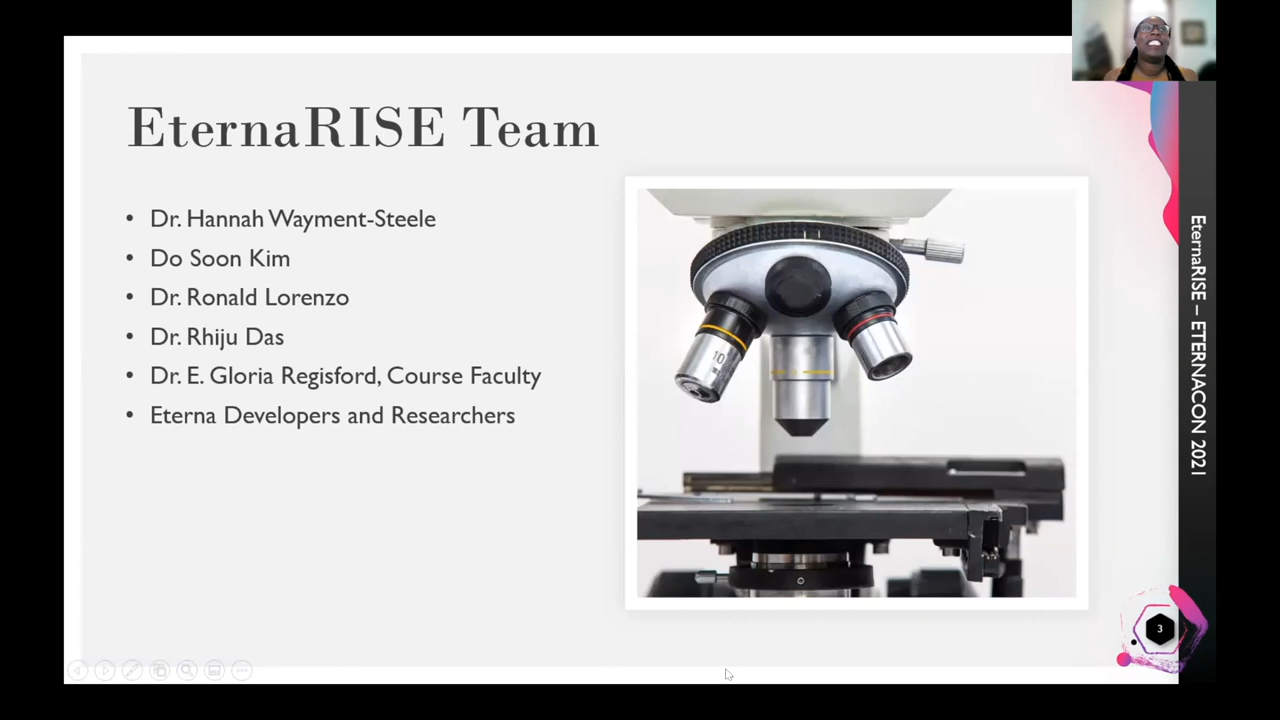 EternaRISE Team
• Dr. Hannah Wayment-Steele
• Do Soon Kim
• Dr. Ronald Lorenzo
• Dr. Rhiju Das
• Dr. E. Gloria Regisford, Course Faculty
• Eterna Developers and Researchers
10
EternaRISE – ETERNACON 2021
3